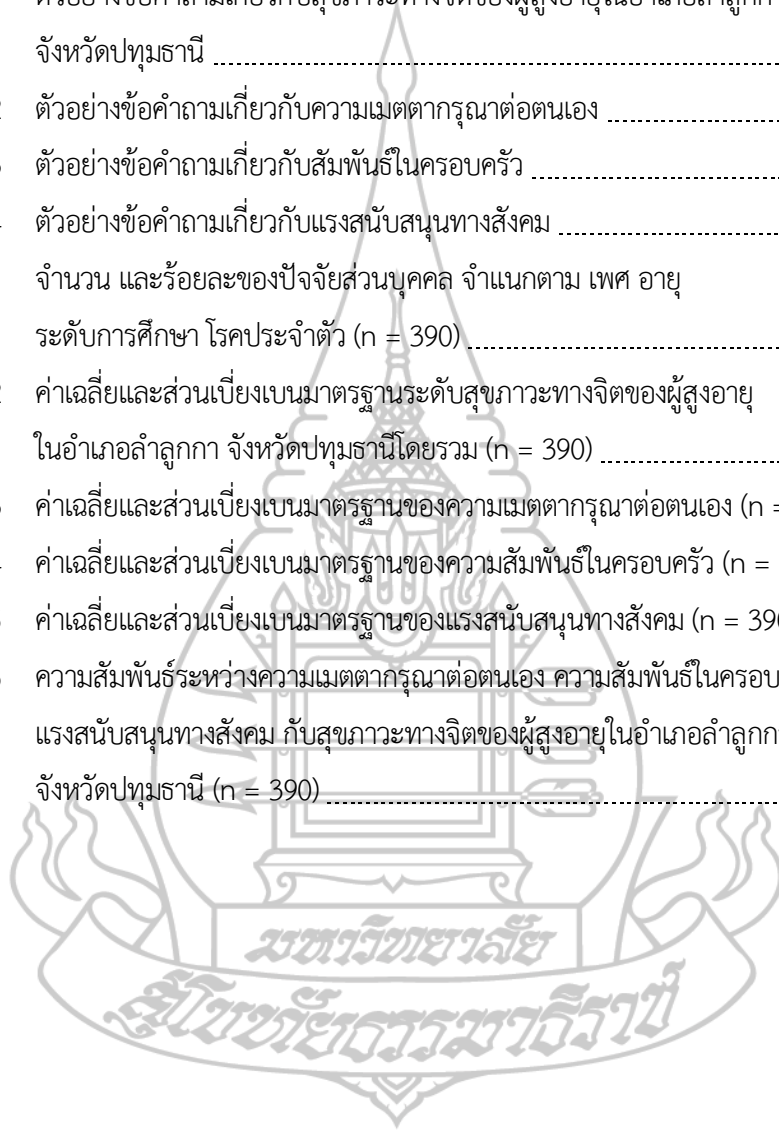 จังหวัดปทุมธานี
2 ตัวอย่างข้อคำถามเกี่ยวกับความเมตตากรุณาต่อตนเอง
ตัวอย่างข้อคำถามเกี่ยวกับสัมพันธ์ในครอบครัว
ตัวอย่างข้อคำถามเกี่ยวกับแรงสนับสนุนทางสังคม
จำนวน และร้อยละของปัจจัยส่วนบุคคล จำแนกตาม เพศ อายุ
ระดับการศึกษา โรคประจำตัว (n = 390)
2 ค่าเฉลี่ยและส่วนเบี่ยงเบนมาตรฐานระดับสุขภาวะทางจิตของผู้สูงอายุ
ในอำเภอลำลูกกา จังหวัดปทุมธานีโดยรวม (n = 390)
ค่าเฉลี่ยและส่วนเบี่ยงเบนมาตรฐานของความเมตตากรุณาต่อตนเอง (n =
ค่าเฉลี่ยและส่วนเบี่ยงเบนมาตรฐานของความสัมพันธ์ในครอบครัว (n =
ค่าเฉลี่ยและส่วนเบี่ยงเบนมาตรฐานของแรงสนับสนุนทางสังคม (n = 390
ความสัมพันธ์ระหว่างความเมตตากรุณาต่อตนเอง ความสัมพันธ์ในครอบ
แรงสนับสนุนทางสังคม กับสุขภาวะทางจิตของผู้สูงอายุในอำเภอลำลูกก
จังหวัดปทุมธานี (n = 390)
มหาวิทยาลัย
สุโขทัยธรรมาธิราช